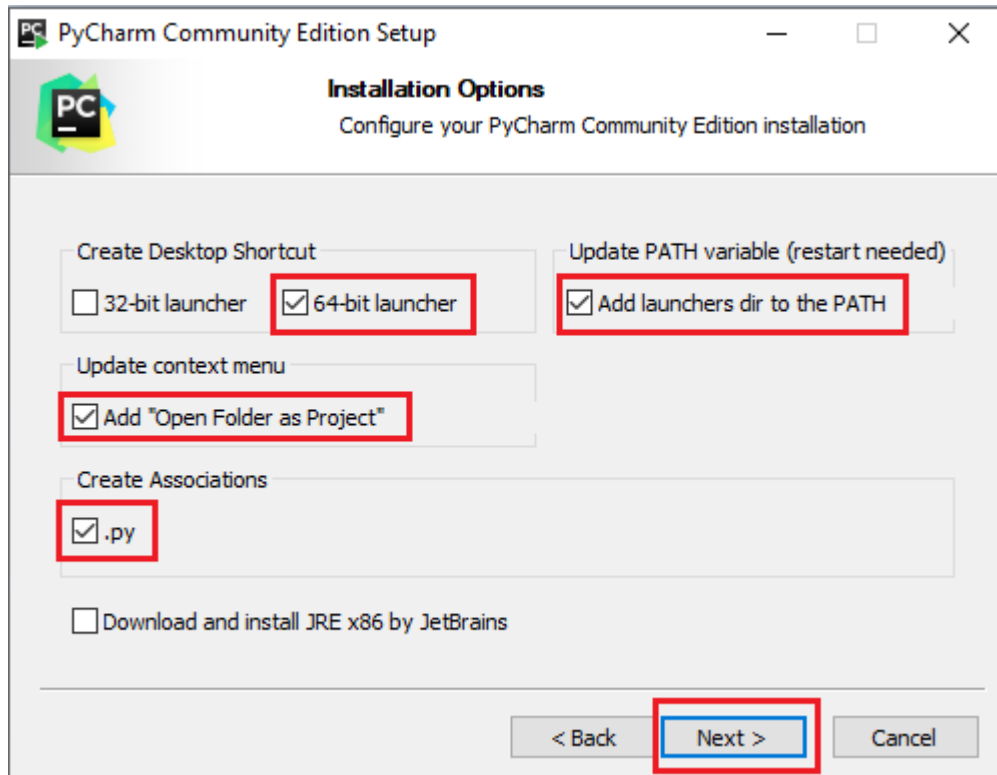 PC PyCharm Community Edition Setup
PC
Installation Options
Configure your PyCharm Community Edition installation
Create Desktop Shortcut
Update PATH variable (restart needed)
32-bit launcher
64-bit launcher
Add launchers dir to the PATH
Update context menu
Add "Open Folder as Project"
Create Associations
.py
Download and install JRE x86 by JetBrains
< Back
Next >
Cancel